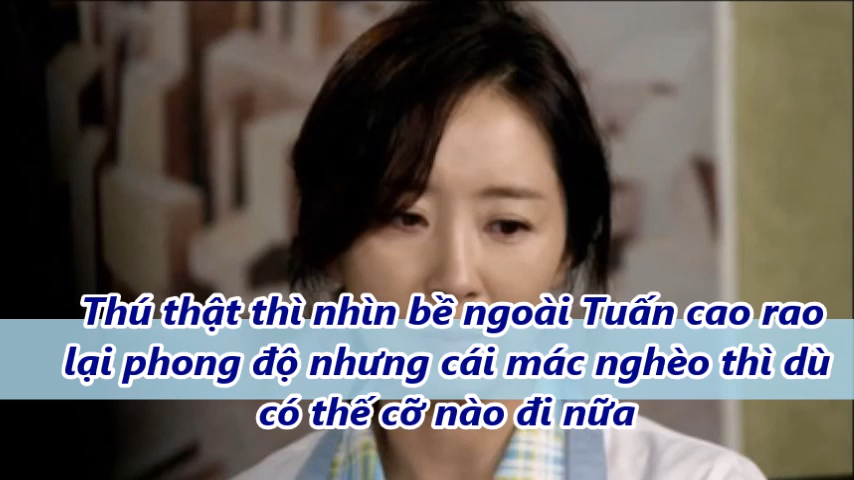 Thú thật thì nhìn bề ngoài Tuấn cao rao
lại phong độ nhưng cái mác nghèo thì dù
có thế cỡ nào đi nữa